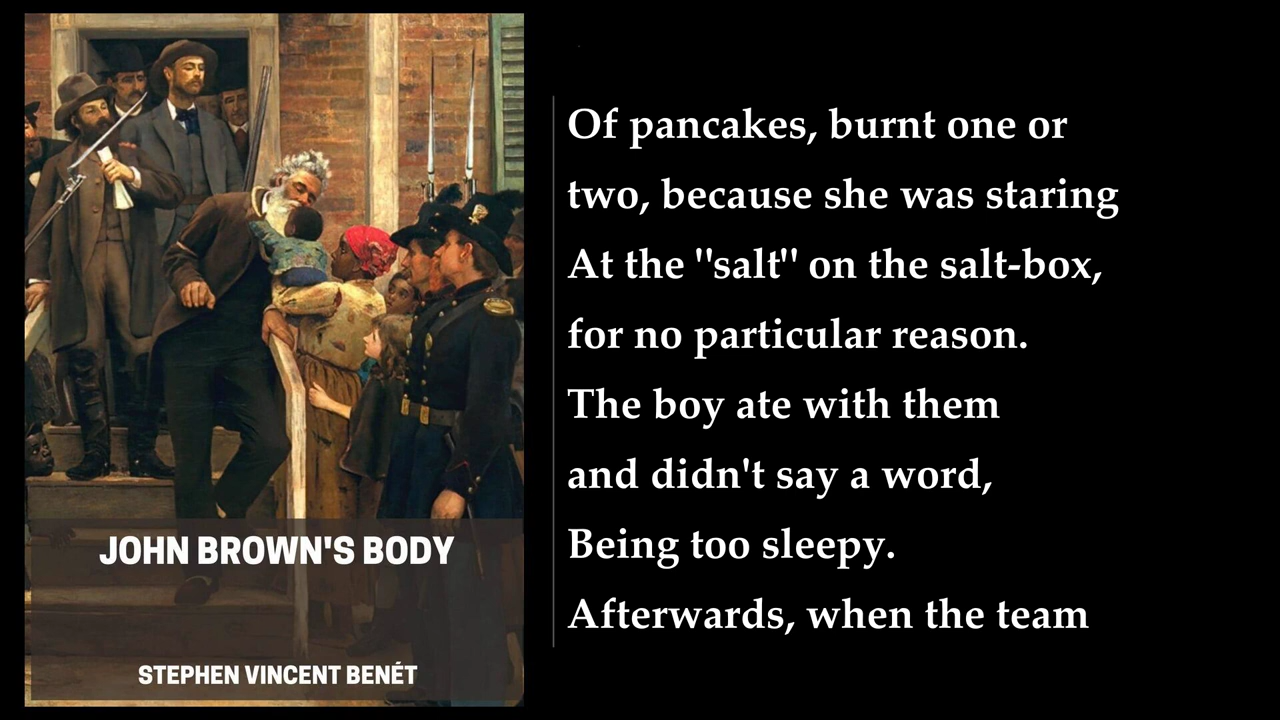 JOHN BROWN'S BODY
STEPHEN VINCENT BENÉT
Of pancakes, burnt one or
two, because she was staring
At the "salt" on the salt-box,
for no particular reason.
The boy ate with them
and didn't say a word,
Being too sleepy.
Afterwards, when the team